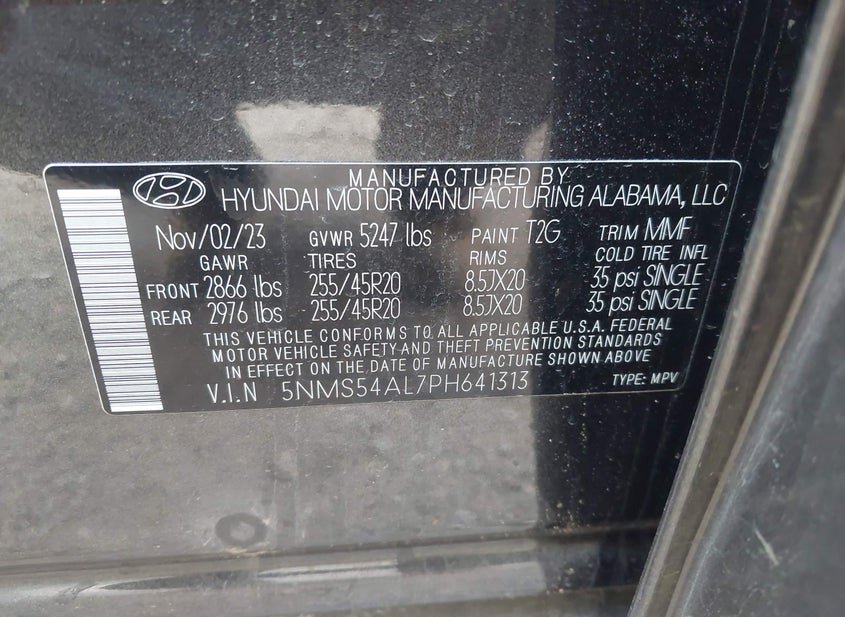 MANUFACTURED BY
HYUNDAI MOTOR MANUFACTURING ALABAMA, LLC
Nov/02/23 GVWR 5247 lbs PAINT T2G TRIM MMF
GAWR TIRES RIMS COLD TIRE INFL
FRONT 2866 lbs 255/45R20 8.5JX20 35 psi SINGLE
REAR 2976 lbs 255/45R20 8.5JX20 35 psi SINGLE
THIS VEHICLE CONFORMS TO ALL APPLICABLE U.S.A. FEDERAL
MOTOR VEHICLE SAFETY AND THEFT PREVENTION STANDARDS
IN EFFECT ON THE DATE OF MANUFACTURE SHOWN ABOVE
V.I.N 5NMS54AL7PH641313 TYPE: MPV